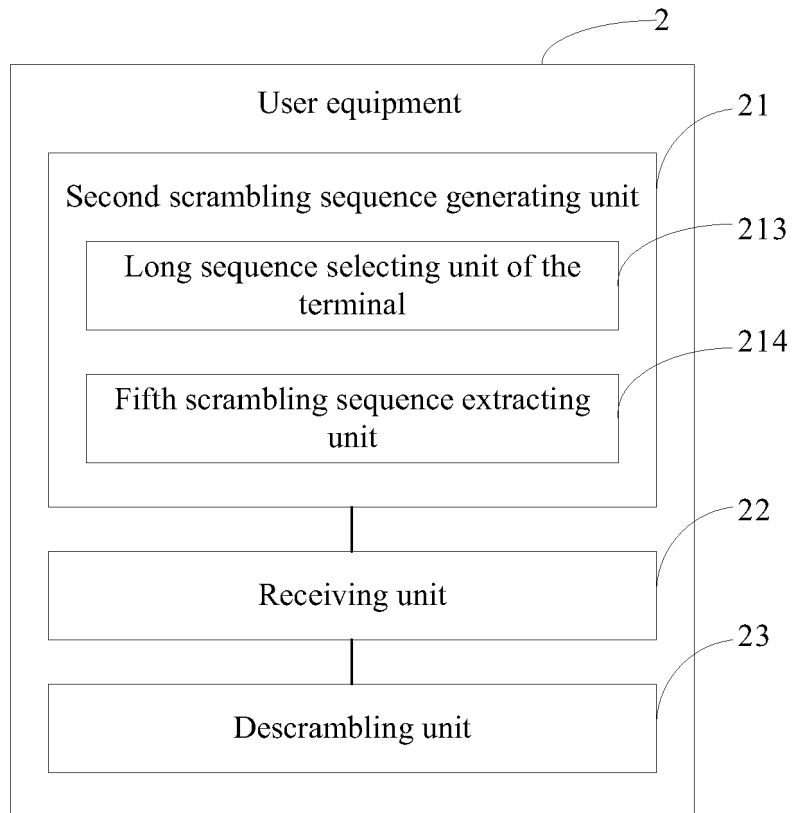 2
User equipment
21
Second scrambling sequence generating unit
213
Long sequence selecting unit of the
terminal
214
Fifth scrambling sequence extracting
unit
22
Receiving unit
23
Descrambling unit